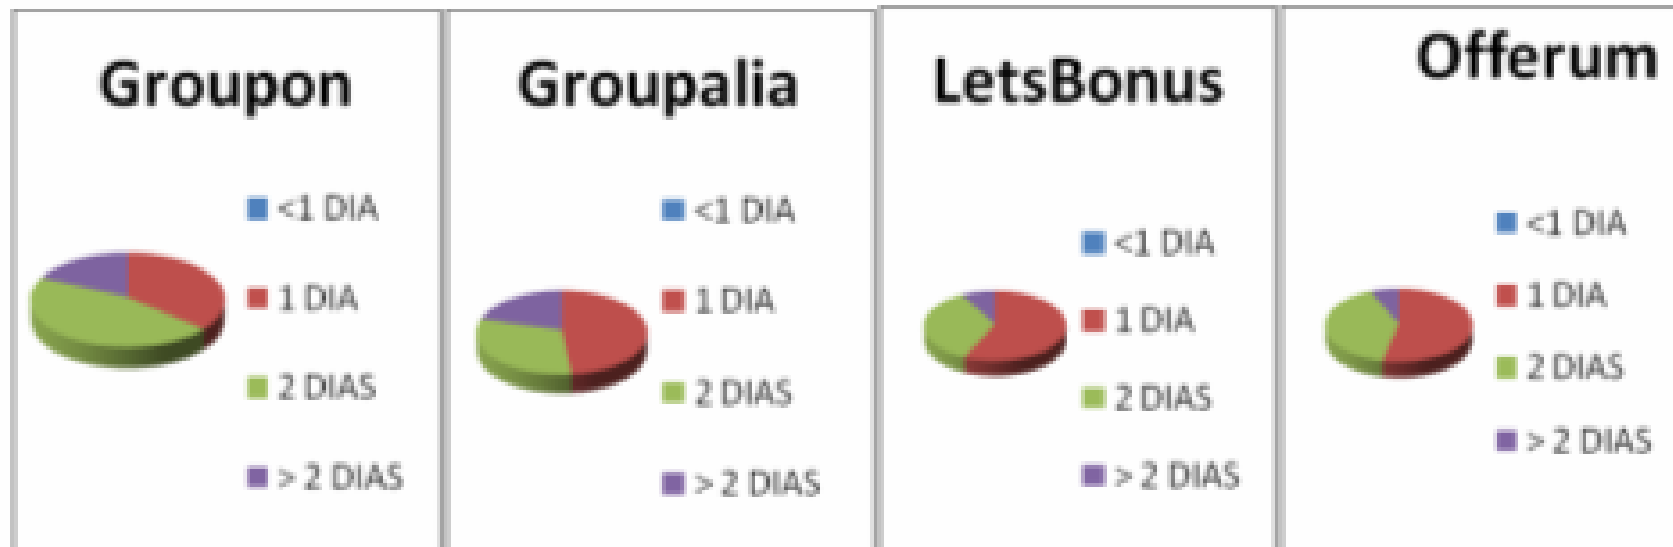 Groupon
<1 DIA
1 DIA
2 DIAS
> 2 DIAS
Groupalia
<1 DIA
1 DIA
2 DIAS
> 2 DIAS
LetsBonus
<1 DIA
1 DIA
2 DIAS
> 2 DIAS
Offerum
<1 DIA
1 DIA
2 DIAS
> 2 DIAS